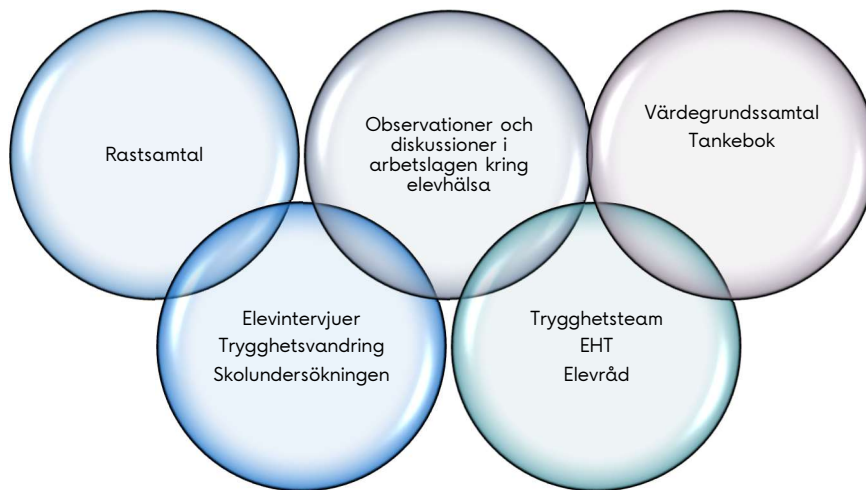 Rastsamtal
Observationer och
diskussioner i
arbetslagen kring
elevhälsa
Värdegrundssamtal
Tankebok
Elevintervjuer
Trygghetsvandring
Skolundersökningen
Trygghetsteam
EHT
Elevråd